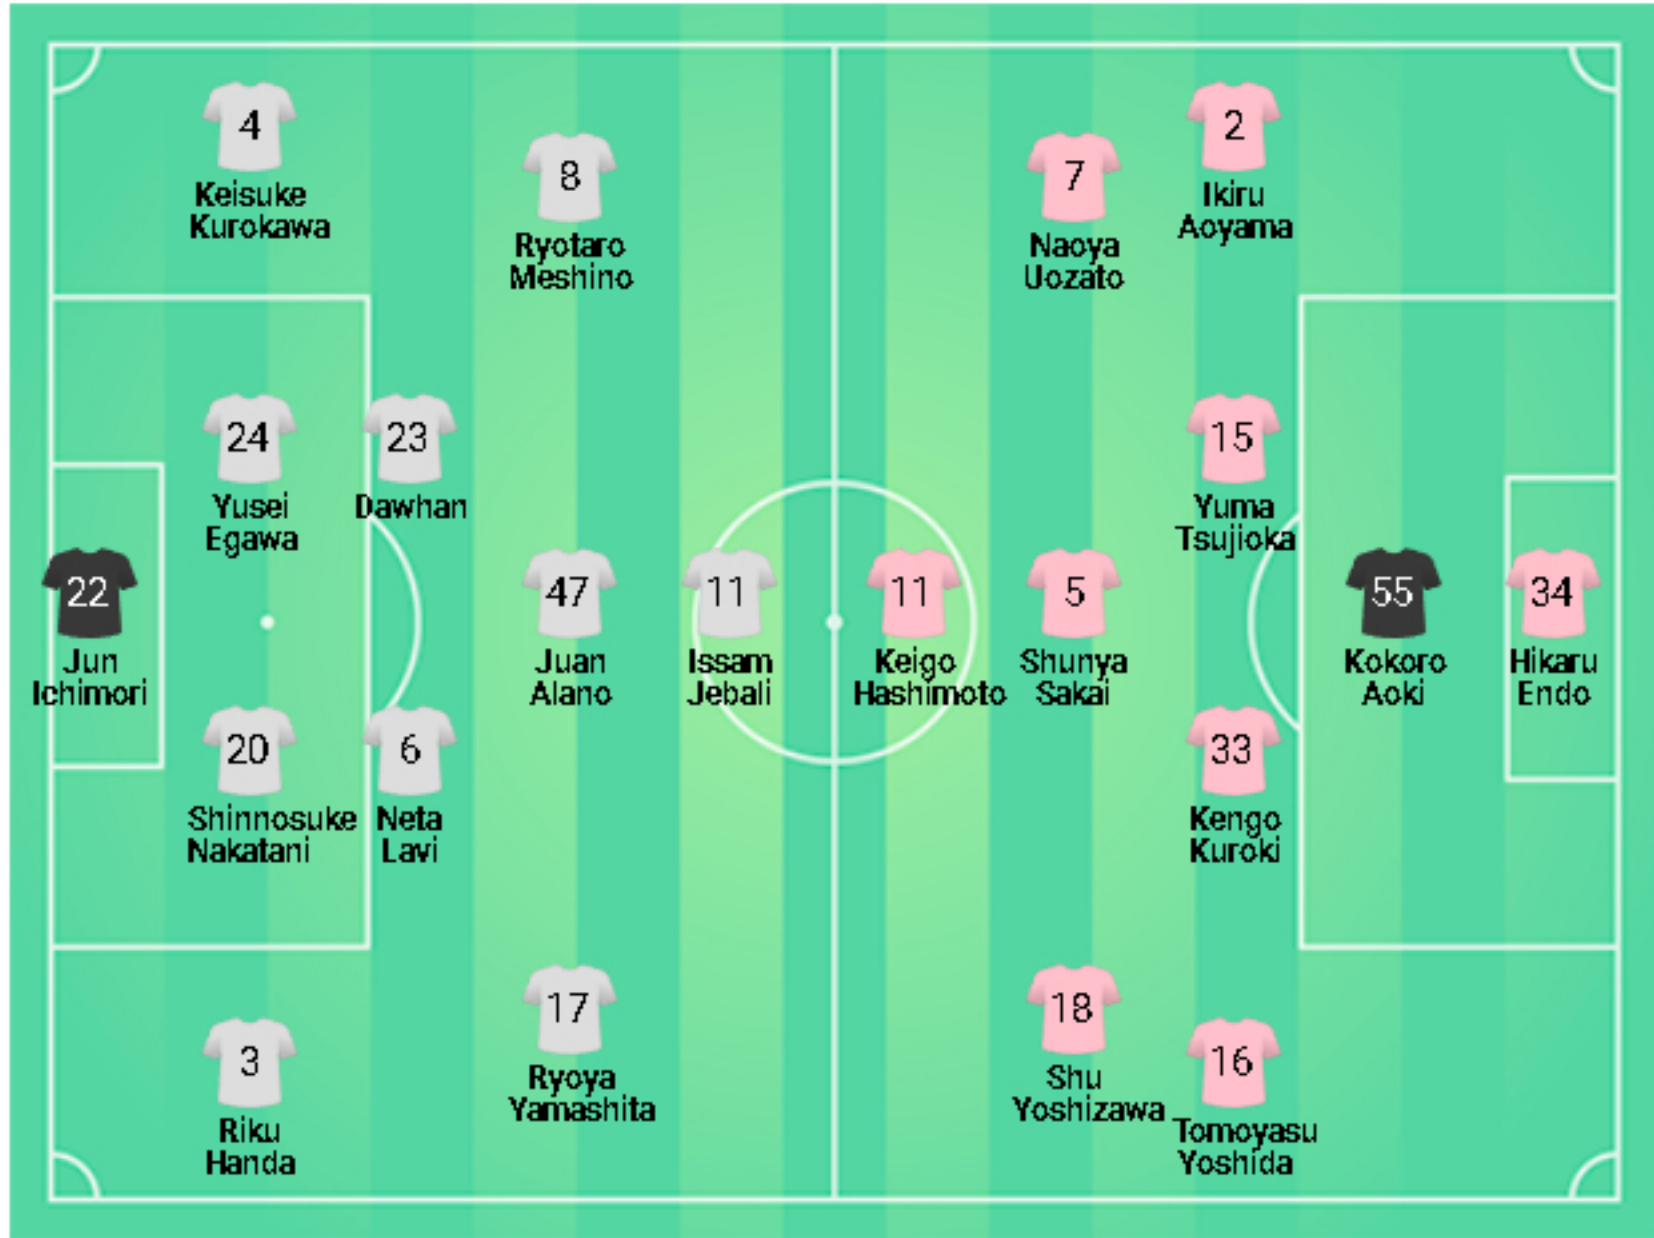 4
Keisuke
Kurokawa
8
Ryotaro
Meshino
7
Naoya
Uozato
2
Ikiru
Aoyama
24
Yusei
Egawa
23
Dawhan
15
Yuma
Tsujioka
22
Jun
Ichimori
47
Juan
Alano
11
Issam
Jebali
11
Keigo
Hashimoto
5
Shunya
Sakai
55
Kokoro
Aoki
34
Hikaru
Endo
20
Shinnosuke
Nakatani
6
Neta
Lavi
33
Kengo
Kuroki
17
Ryoya
Yamashita
18
Shu
Yoshizawa
3
Riku
Handa
16
Tomoyasu
Yoshida